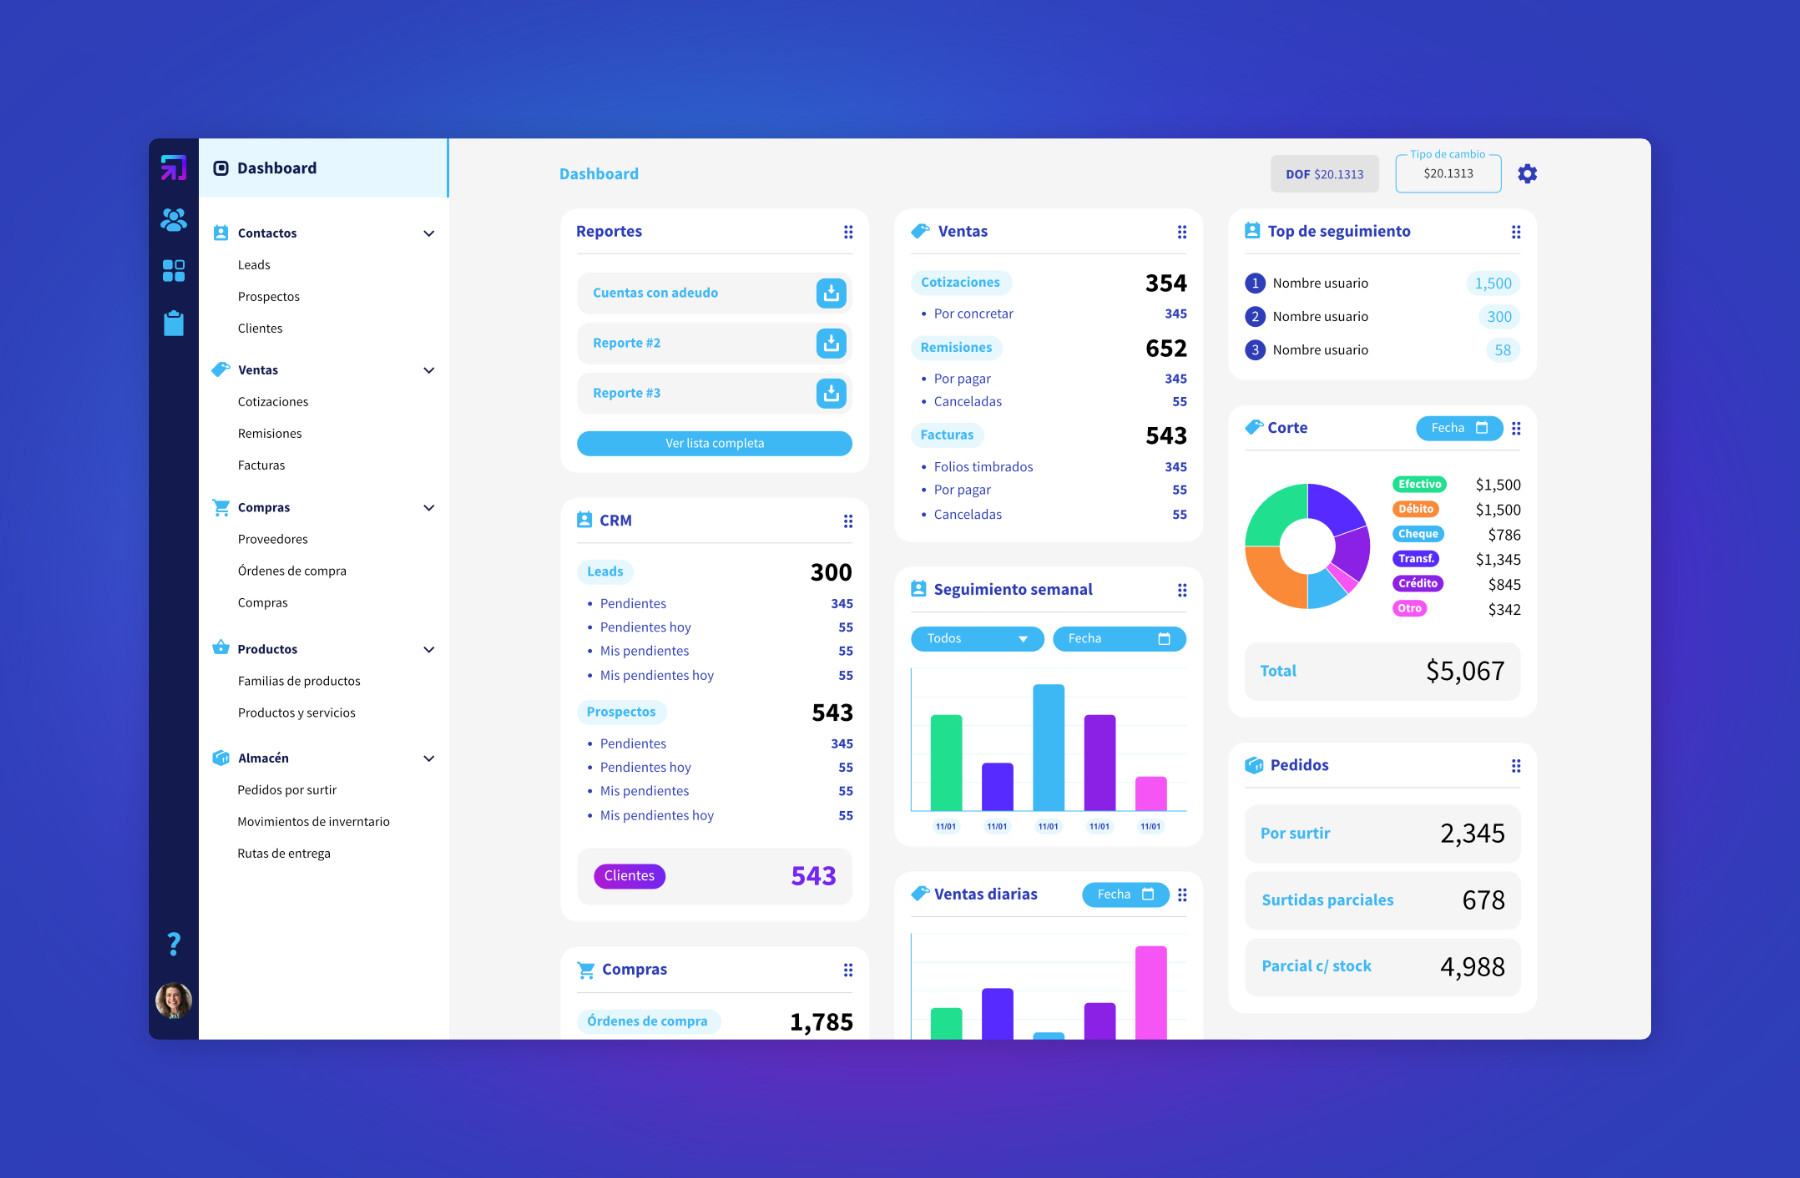 Dashboard
Contactos
Leads
Prospectos
Clientes
Ventas
Cotizaciones
Remisiones
Facturas
Compras
Proveedores
Órdenes de compra
Compras
Productos
Familias de productos
Productos y servicios
Almacén
Pedidos por surtir
Movimientos de inverntario
Rutas de entrega
?
Dashboard
DOF $20.1313
Tipo de cambio
$20.1313
Reportes
Cuentas con adeudo
Reporte #2
Reporte #3
Ver lista completa
CRM
Leads 300
• Pendientes 345
• Pendientes hoy 55
• Mis pendientes 55
• Mis pendientes hoy 55
Prospectos 543
• Pendientes 345
• Pendientes hoy 55
• Mis pendientes 55
• Mis pendientes hoy 55
Clientes 543
Compras
Órdenes de compra 1,785
Ventas
Cotizaciones 354
• Por concretar 345
Remisiones 652
• Por pagar 345
• Canceladas 55
Facturas 543
• Folios timbrados 345
• Por pagar 55
• Canceladas 55
Seguimiento semanal
Todos Fecha
11/01 11/01 11/01 11/01 11/01
Ventas diarias Fecha
Top de seguimiento
1 Nombre usuario 1,500
2 Nombre usuario 300
3 Nombre usuario 58
Corte Fecha
Efectivo $1,500
Débito $1,500
Cheque $786
Transf. $1,345
Crédito $845
Otro $342
Total $5,067
Pedidos
Por surtir 2,345
Surtidas parciales 678
Parcial c/ stock 4,988